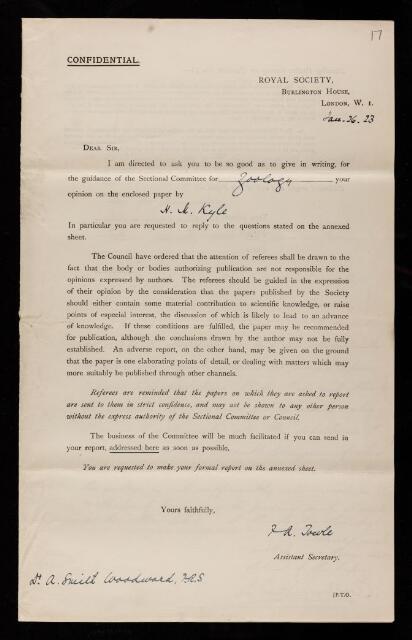 17
CONFIDENTIAL.
ROYAL SOCIETY,
BURLINGTON HOUSE,
LONDON, W. 1.
Jan. 26. 23
DEAR SIR,
I am directed to ask you to be so good as to give in writing, for
the guidance of the Sectional Committee for Zoology your
opinion on the enclosed paper by
H. M. Kyle
In particular you are requested to reply to the questions stated on the annexed
sheet.
The Council have ordered that the attention of referees shall be drawn to the
fact that the body or bodies authorizing publication are not responsible for the
opinions expressed by authors. The referees should be guided in the expression
of their opinion by the consideration that the papers published by the Society
should either contain some material contribution to scientific knowledge, or raise
points of especial interest, the discussion of which is likely to lead to an advance
of knowledge. If these conditions are fulfilled, the paper may be recommended
for publication, although the conclusions drawn by the author may not be fully
established. An adverse report, on the other hand, may be given on the ground
that the paper is one elaborating points of detail, or dealing with matters which may
more suitably be published through other channels.
Referees are reminded that the papers on which they are asked to report
are sent to them in strict confidence, and may not be shown to any other person
without the express authority of the Sectional Committee or Council.
The business of the Committee will be much facilitated if you can send in
your report, addressed here as soon as possible.
You are requested to make your formal report on the annexed sheet.
Yours faithfully,
F A. Towle
Assistant Secretary.
Dr. A. Smith Woodward, F.R.S
[P.T.O.